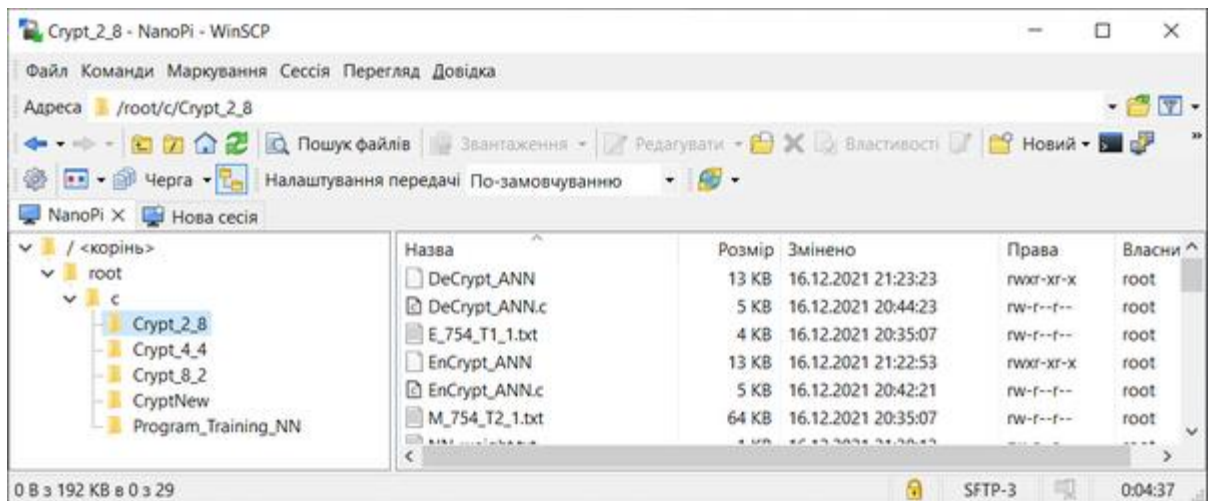 Crypt_2_8 - NanoPi - WinSCP
Файл Команди Маркування Сессія Перегляд Довідка
Адреса /root/c/Crypt_2_8
Пошук файлів Звантаження Редагувати Властивості Новий »
Черга Налаштування передачі По-замовчуванню
NanoPi Нова сесія
/ <корінь>
root
c
Crypt_2_8
Crypt_4_4
Crypt_8_2
CryptNew
Program_Training_NN
Назва Розмір Змінено Права Власни
DeCrypt_ANN 13 KB 16.12.2021 21:23:23 rwxr-xr-x root
DeCrypt_ANN.c 5 KB 16.12.2021 20:44:23 rw-r--r-- root
E_754_T1_1.txt 4 KB 16.12.2021 20:35:07 rw-r--r-- root
EnCrypt_ANN 13 KB 16.12.2021 21:22:53 rwxr-xr-x root
EnCrypt_ANN.c 5 KB 16.12.2021 20:42:21 rw-r--r-- root
M_754_T2_1.txt 64 KB 16.12.2021 20:35:07 rw-r--r-- root
0 B з 192 KB в 0 з 29 SFTP-3 0:04:37